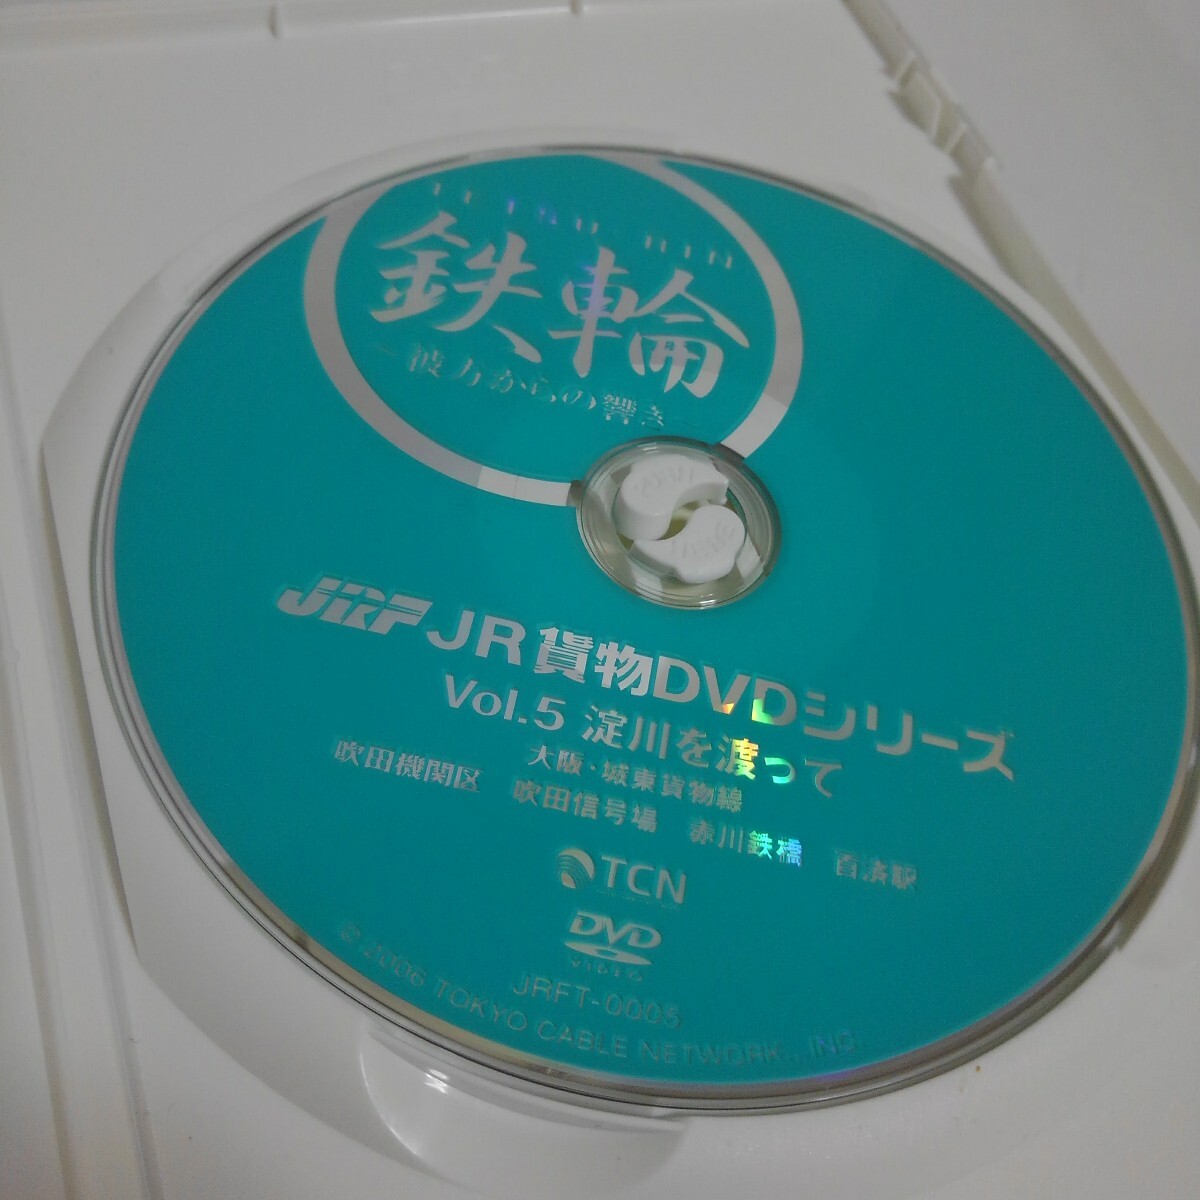 TETSU RIN
鉄輪
~彼方からの響き~
JRF JR貨物DVDシリーズ
Vol.5 淀川を渡って
大阪・城東貨物線
吹田機関区 吹田信号場 赤川鉄橋 百済駅
TCN
DVD
VIDEO
JRFT-0005
© 2006 TOKYO CABLE NETWORK., INC.